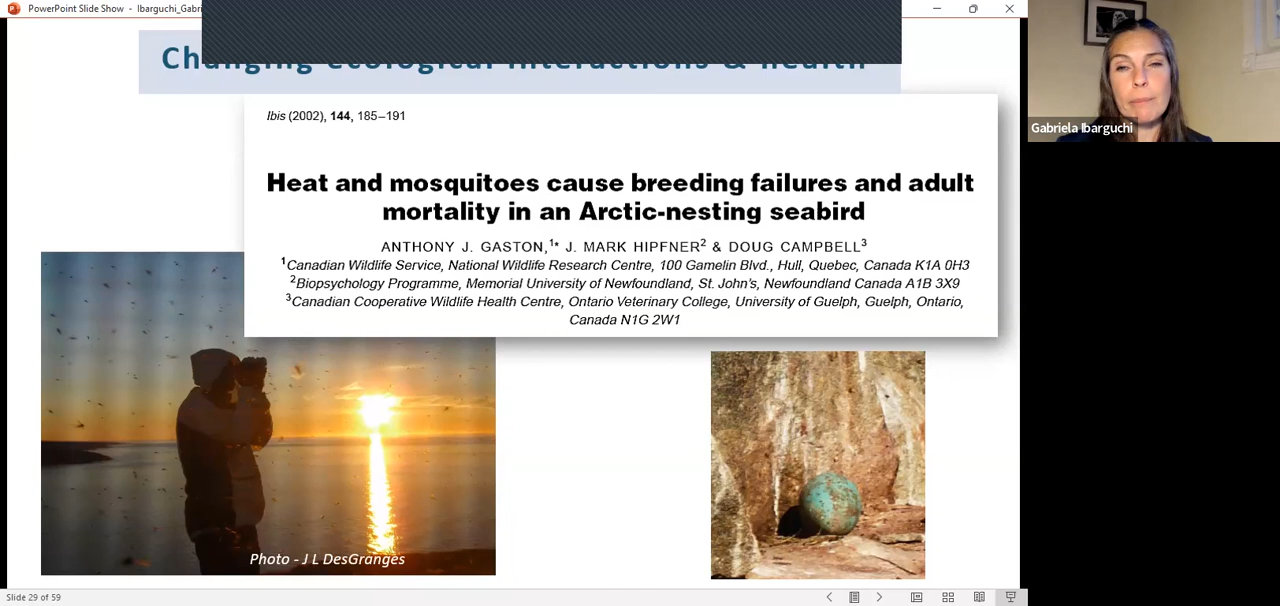 PowerPoint Slide Show - Ibarguchi_Gabri
Changing ecological interactions & health
Ibis (2002), 144, 185–191
Heat and mosquitoes cause breeding failures and adult
mortality in an Arctic-nesting seabird
ANTHONY J. GASTON,1* J. MARK HIPFNER2 & DOUG CAMPBELL3
1Canadian Wildlife Service, National Wildlife Research Centre, 100 Gamelin Blvd., Hull, Quebec, Canada K1A 0H3
2Biopsychology Programme, Memorial University of Newfoundland, St. John's, Newfoundland Canada A1B 3X9
3Canadian Cooperative Wildlife Health Centre, Ontario Veterinary College, University of Guelph, Guelph, Ontario,
Canada N1G 2W1
Photo - J L DesGranges
Slide 29 of 59
Gabriela Ibarguchi